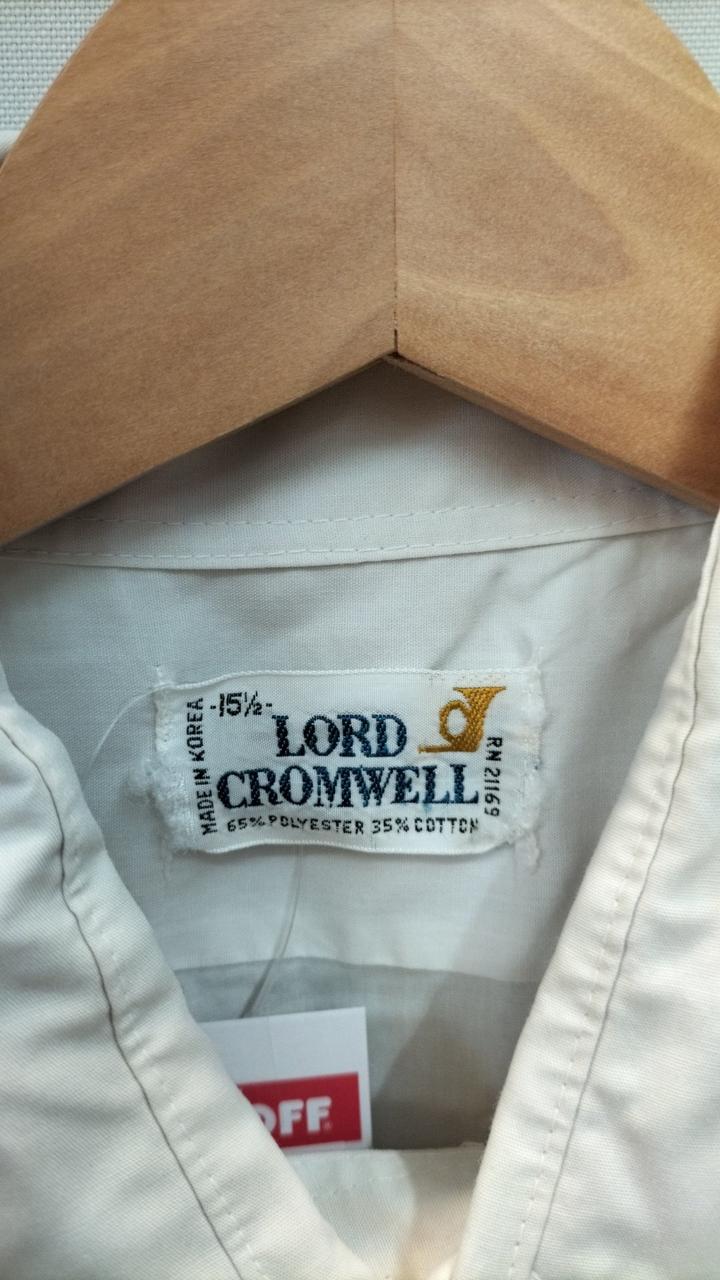 -15½-
LORD
CROMWELL
65% POLYESTER 35% COTTON
MADE IN KOREA
RN 21169
OFF